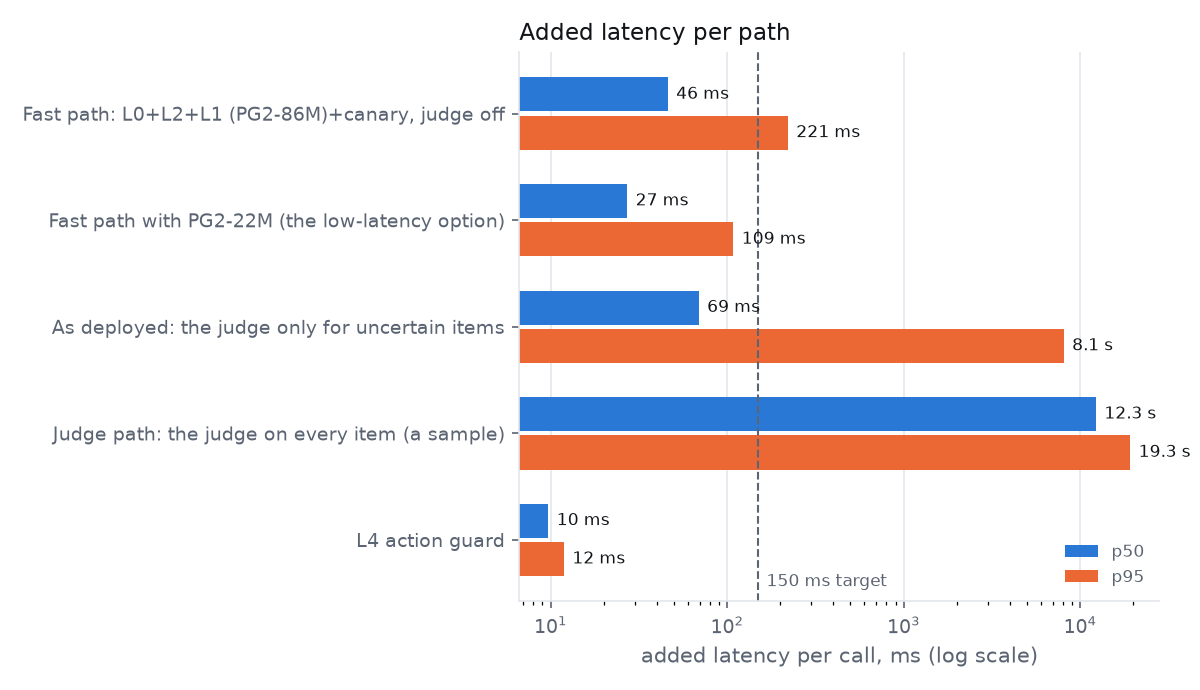 Added latency per path
Fast path: L0+L2+L1 (PG2-86M)+canary, judge off
46 ms
221 ms
Fast path with PG2-22M (the low-latency option)
27 ms
109 ms
As deployed: the judge only for uncertain items
69 ms
8.1 s
Judge path: the judge on every item (a sample)
12.3 s
19.3 s
L4 action guard
10 ms
12 ms
150 ms target
p50
p95
10¹ 10² 10³ 10⁴
added latency per call, ms (log scale)